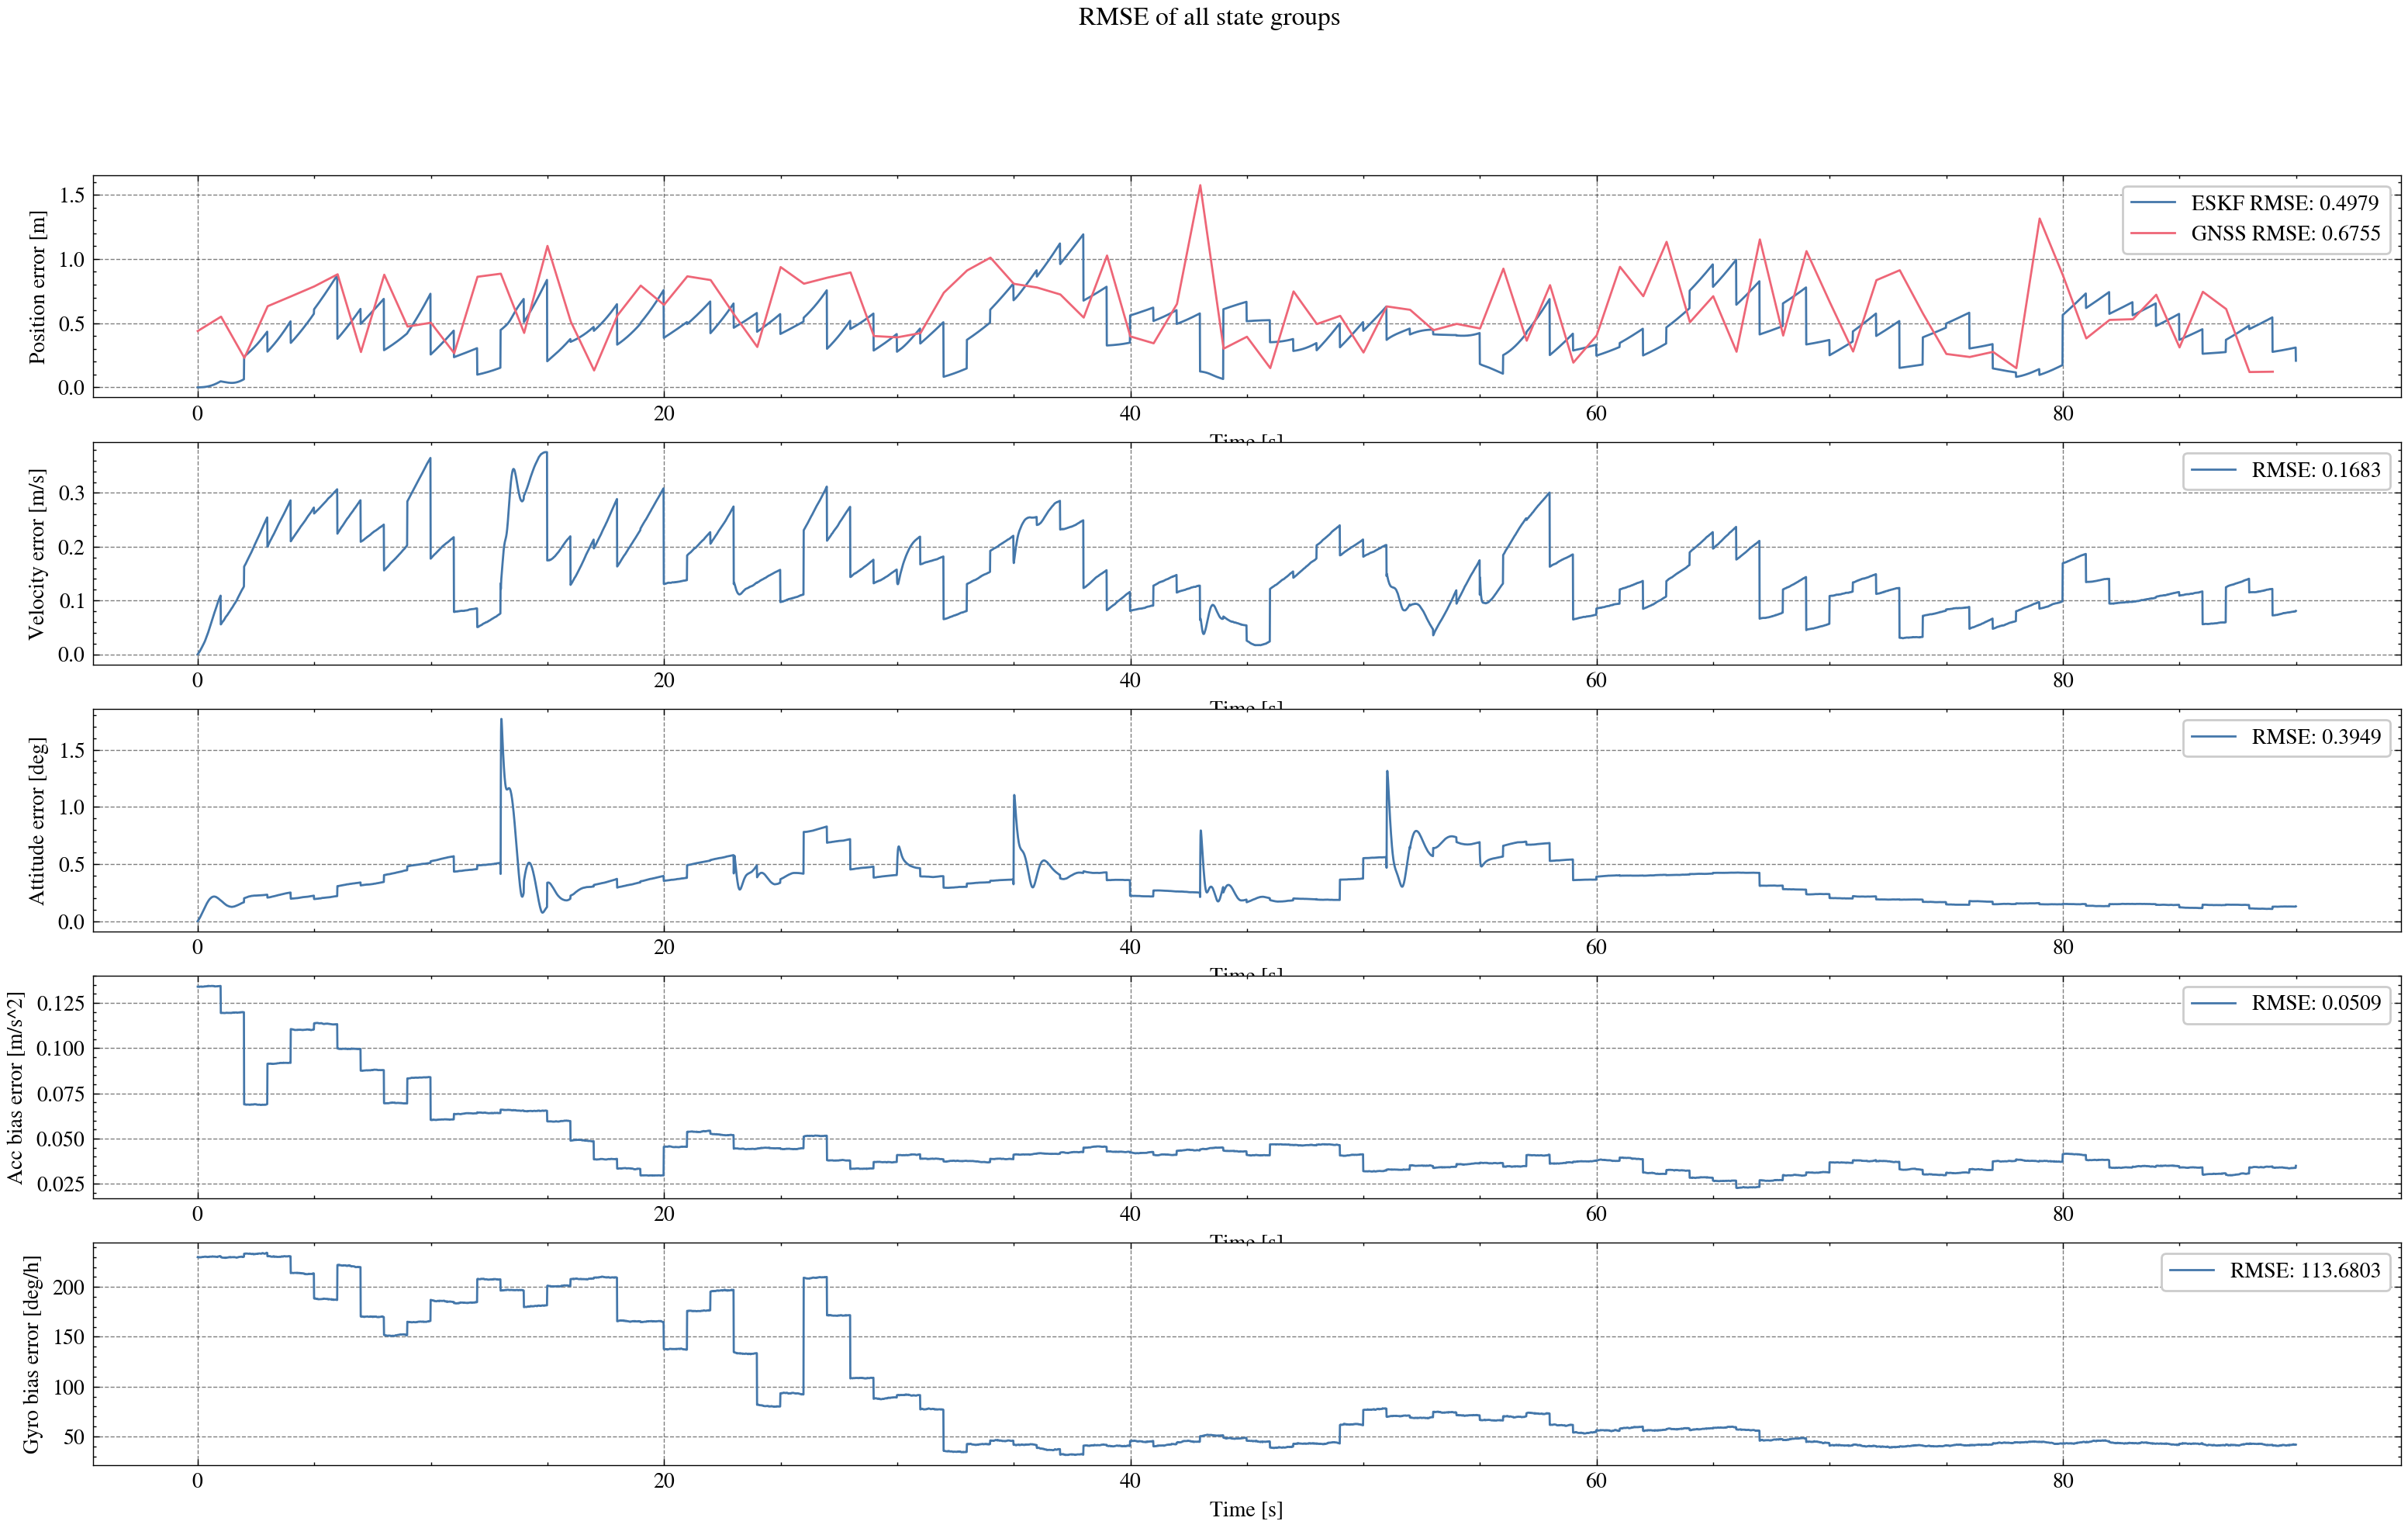 RMSE of all state groups
Position error [m]
1.5
1.0
0.5
0.0
ESKF RMSE: 0.4979
GNSS RMSE: 0.6755
0 20 40 60 80
Time [s]
Velocity error [m/s]
0.3
0.2
0.1
0.0
RMSE: 0.1683
0 20 40 60 80
Time [s]
Attitude error [deg]
1.5
1.0
0.5
0.0
RMSE: 0.3949
0 20 40 60 80
Time [s]
Acc bias error [m/s^2]
0.125
0.100
0.075
0.050
0.025
RMSE: 0.0509
0 20 40 60 80
Time [s]
Gyro bias error [deg/h]
200
150
100
50
RMSE: 113.6803
0 20 40 60 80
Time [s]